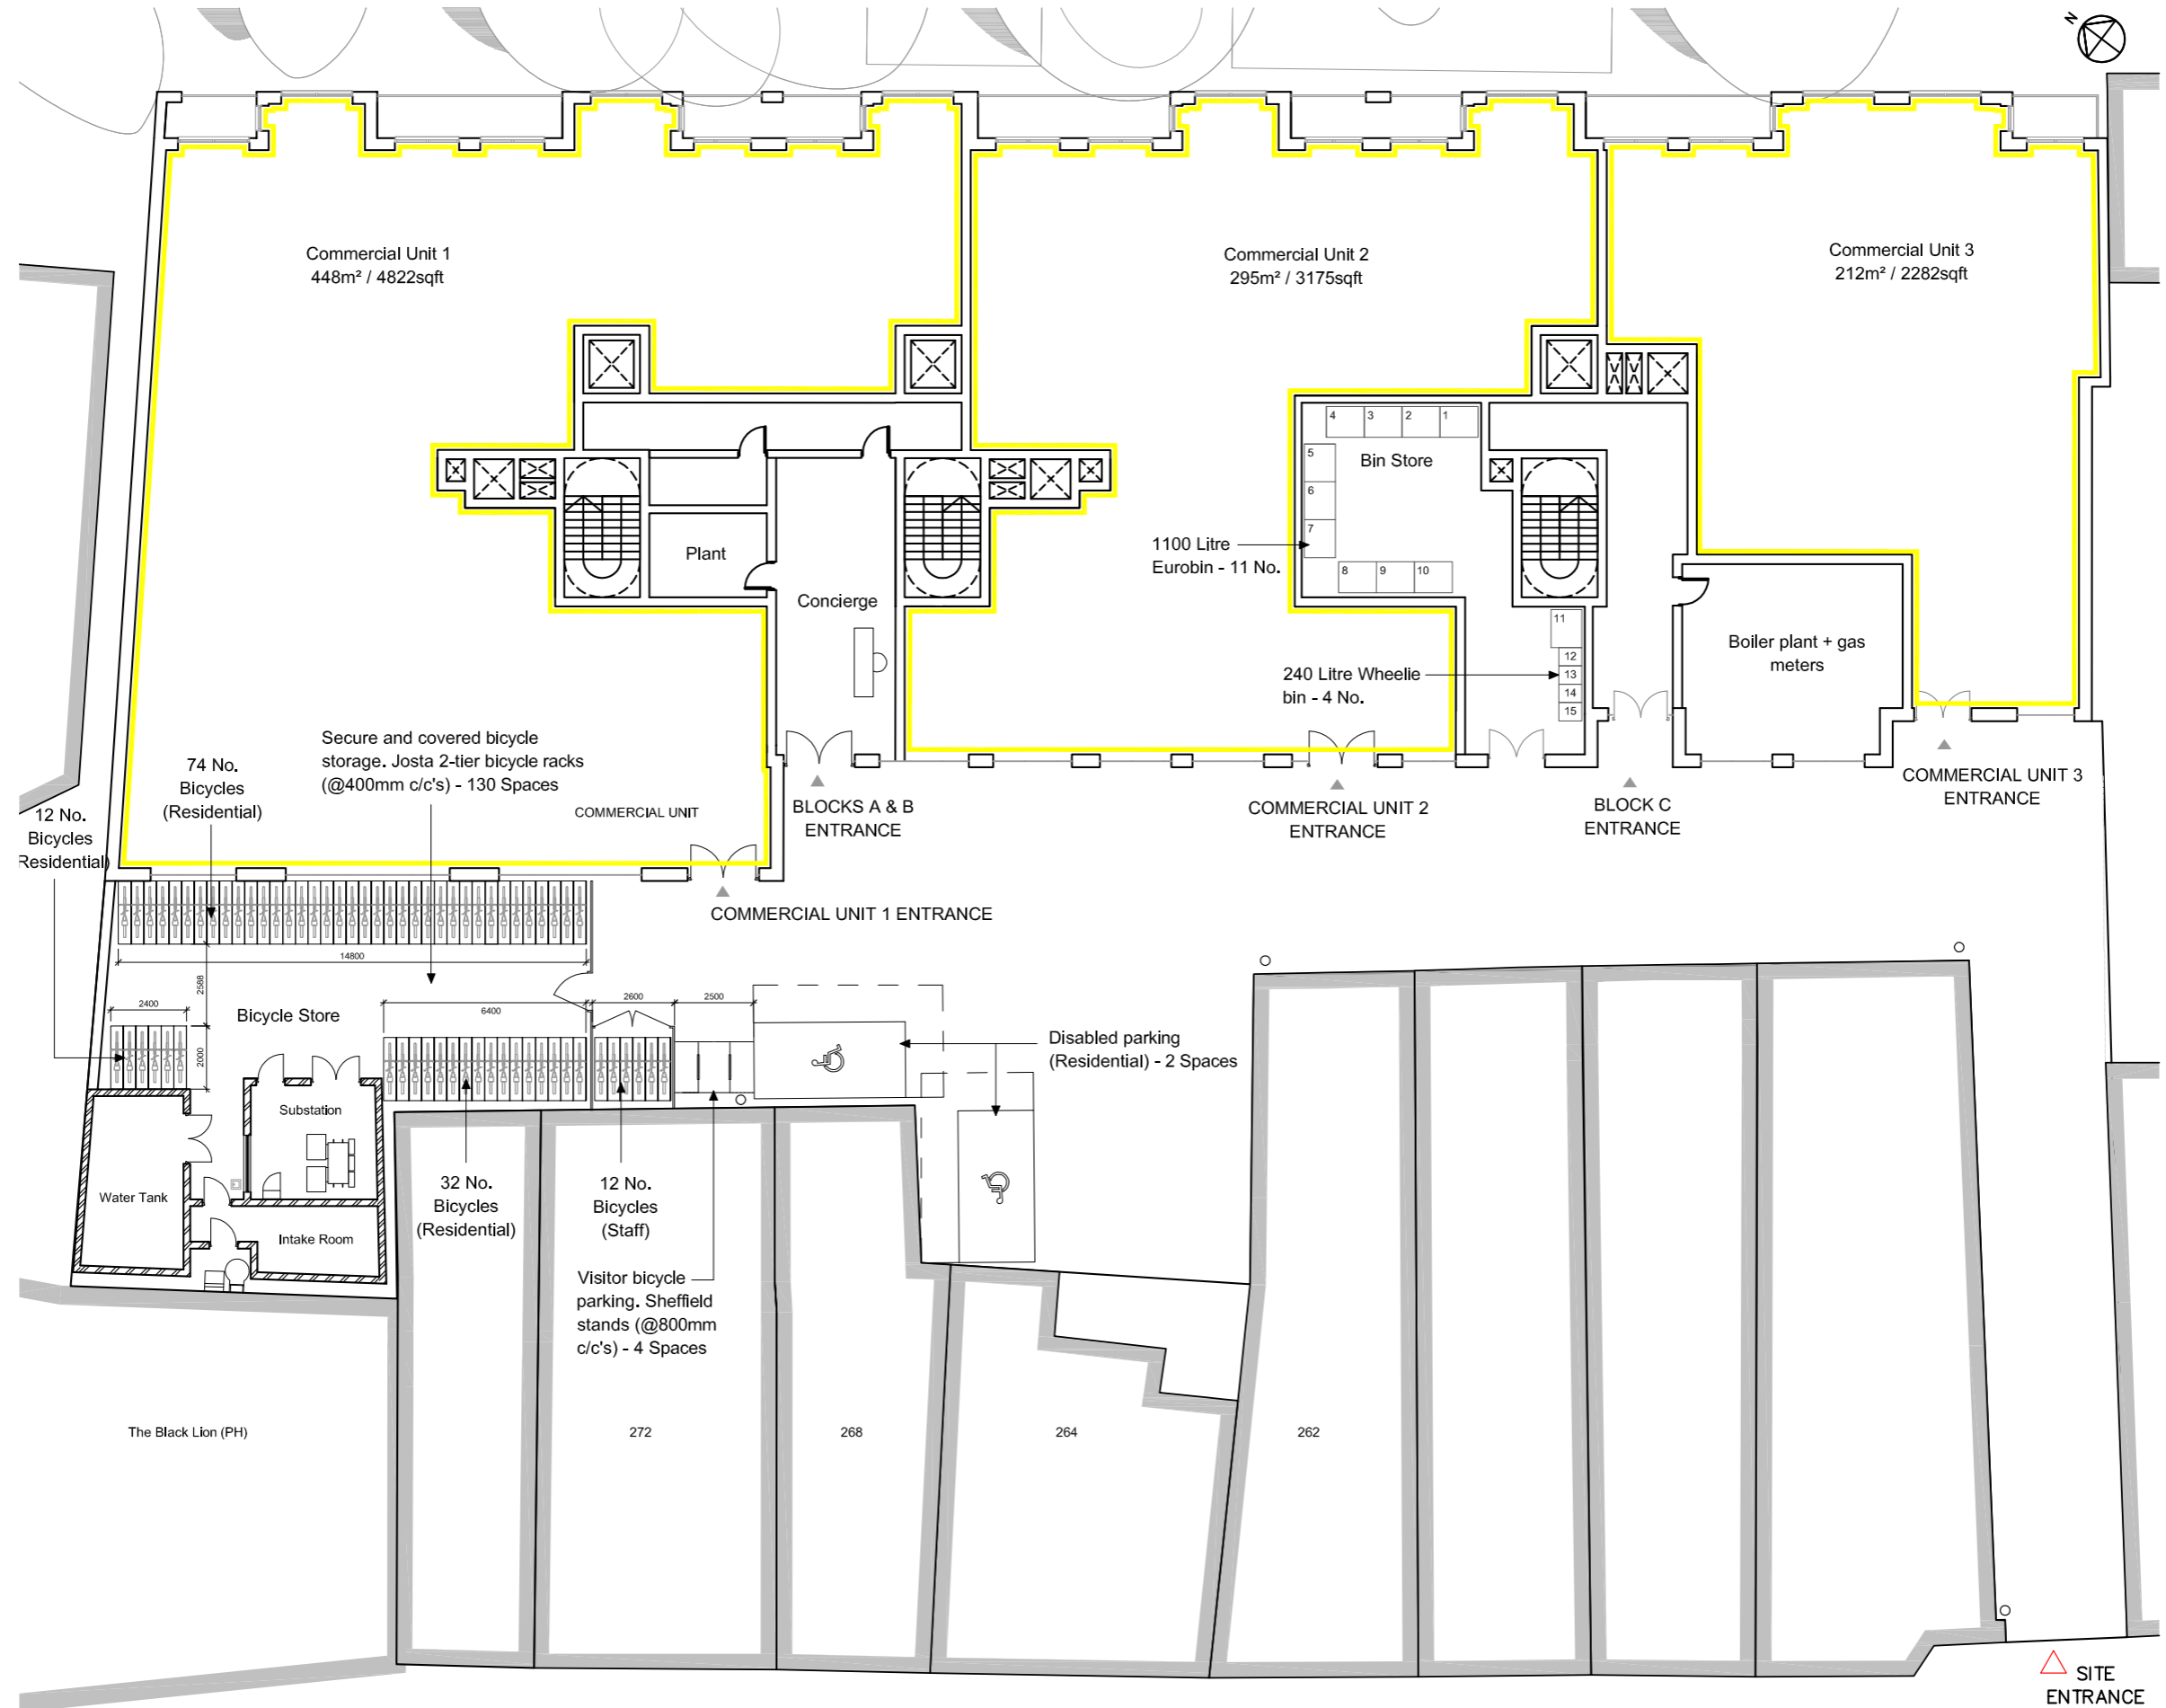 N
Commercial Unit 1
448m² / 4822sqft
Commercial Unit 2
295m² / 3175sqft
Commercial Unit 3
212m² / 2282sqft
4
3
2
1
5
Bin Store
6
7
1100 Litre
Eurobin - 11 No.
Plant
8
9
10
Concierge
11
Boiler plant + gas
meters
12
240 Litre Wheelie
bin - 4 No.
13
14
15
Secure and covered bicycle
storage. Josta 2-tier bicycle racks
(@400mm c/c's) - 130 Spaces
74 No.
Bicycles
(Residential)
12 No.
Bicycles
Residential)
COMMERCIAL UNIT
BLOCKS A & B
ENTRANCE
COMMERCIAL UNIT 2
ENTRANCE
BLOCK C
ENTRANCE
COMMERCIAL UNIT 3
ENTRANCE
COMMERCIAL UNIT 1 ENTRANCE
14800
2588
2400
Bicycle Store
6400
2600
2500
2000
Disabled parking
(Residential) - 2 Spaces
Substation
Water Tank
Intake Room
32 No.
Bicycles
(Residential)
12 No.
Bicycles
(Staff)
Visitor bicycle
parking. Sheffield
stands (@800mm
c/c's) - 4 Spaces
The Black Lion (PH)
272
268
264
262
SITE
ENTRANCE